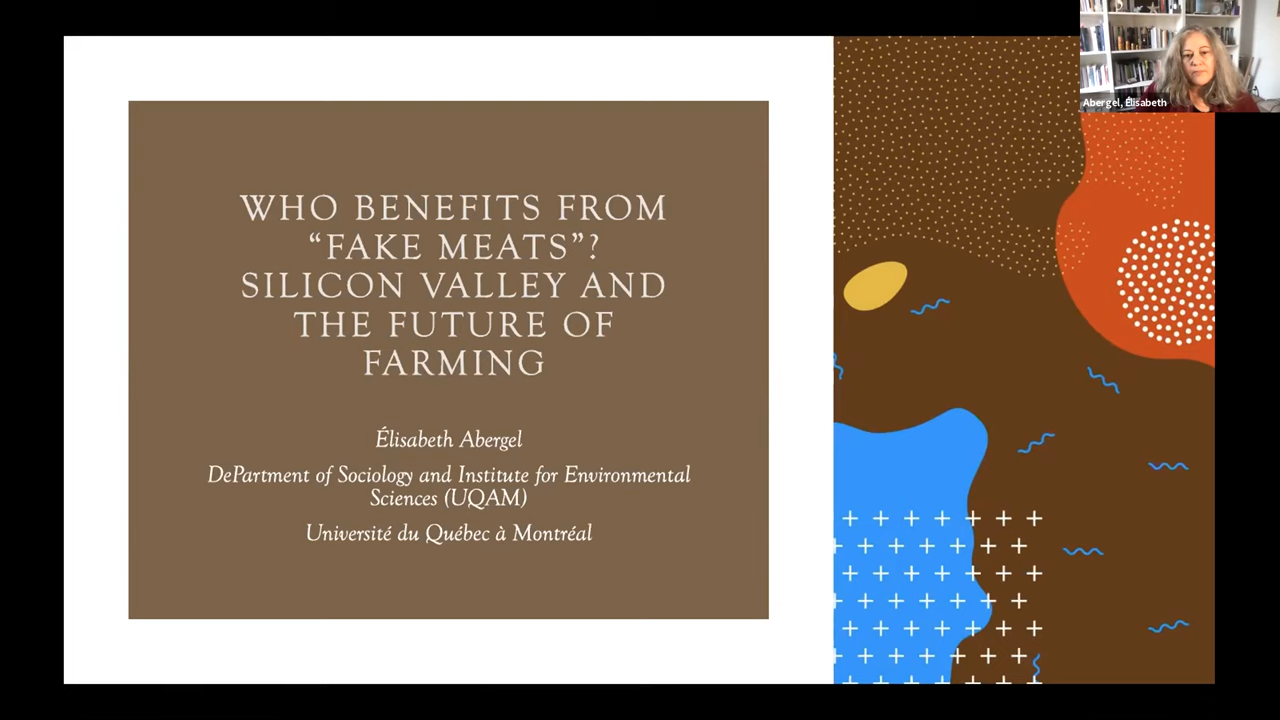 Abergel, Élisabeth
WHO BENEFITS FROM
“FAKE MEATS”?
SILICON VALLEY AND
THE FUTURE OF
FARMING
Élisabeth Abergel
DePartment of Sociology and Institute for Environmental
Sciences (UQAM)
Université du Québec à Montréal